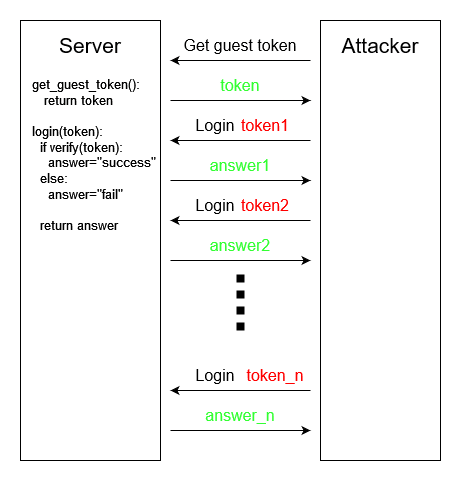 Server
get_guest_token():
return token
login(token):
if verify(token):
answer="success"
else:
answer="fail"
return answer
Get guest token
token
Login token1
answer1
Login token2
answer2
Login token_n
answer_n
Attacker